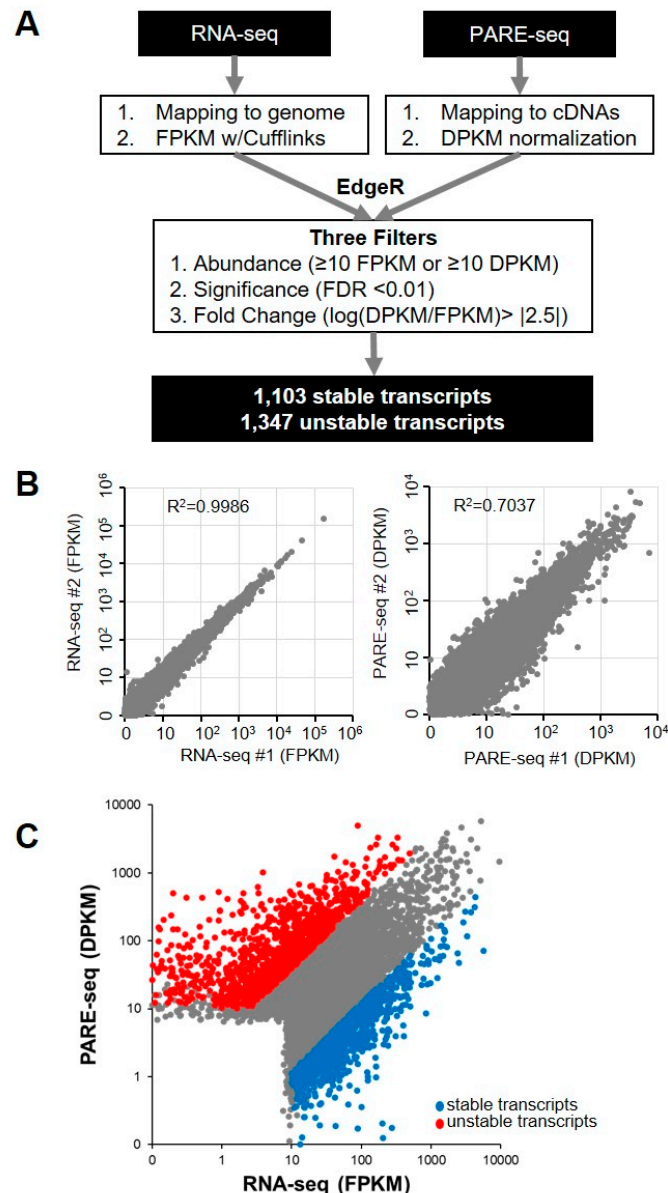 A
RNA-seq
PARE-seq
1. Mapping to genome
2. FPKM w/Cufflinks
1. Mapping to cDNAs
2. DPKM normalization
EdgeR
Three Filters
1. Abundance (≥10 FPKM or ≥10 DPKM)
2. Significance (FDR <0.01)
3. Fold Change (log(DPKM/FPKM)> |2.5|)
1,103 stable transcripts
1,347 unstable transcripts
B
R²=0.9986
RNA-seq #2 (FPKM)
10⁶
10⁵
10⁴
10³
10²
10
0
0 10 10² 10³ 10⁴ 10⁵ 10⁶
RNA-seq #1 (FPKM)
R²=0.7037
PARE-seq #2 (DPKM)
10⁴
10³
10²
10
0
0 10 10² 10³ 10⁴
PARE-seq #1 (DPKM)
C
PARE-seq (DPKM)
10000
1000
100
10
1
0
stable transcripts
unstable transcripts
0 1 10 100 1000 10000
RNA-seq (FPKM)